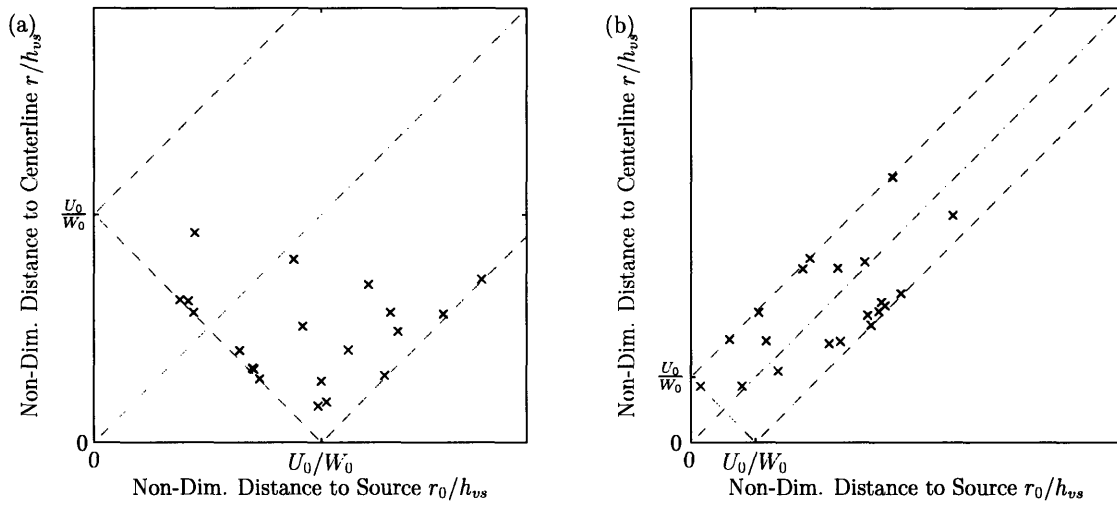 (a)
Non-Dim. Distance to Centerline r/h_vs
U_0/W_0
0
0
U_0/W_0
Non-Dim. Distance to Source r_0/h_vs
(b)
Non-Dim. Distance to Centerline r/h_vs
U_0/W_0
0
0
U_0/W_0
Non-Dim. Distance to Source r_0/h_vs